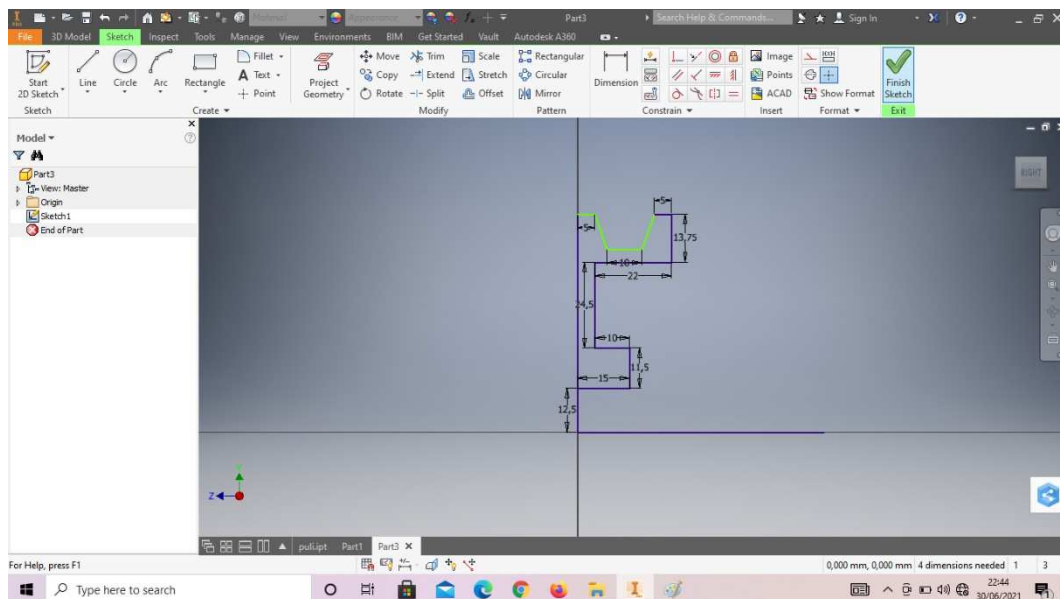 Material
Appearance
Part3
Search Help & Commands...
Sign In
File 3D Model Sketch Inspect Tools Manage View Environments BIM Get Started Vault Autodesk A360
Start 2D Sketch
Line
Circle
Arc
Rectangle
Fillet
Text
Point
Project Geometry
Move
Copy
Rotate
Trim
Extend
Split
Scale
Stretch
Offset
Rectangular
Circular
Mirror
Dimension
Image
Points
ACAD
Show Format
Finish Sketch
Sketch Create Modify Pattern Constrain Insert Format Exit
Model
Part3
View: Master
Origin
Sketch1
End of Part
RIGHT
5
5
13,75
10
22
24,5
10
11,5
15
12,5
Y
Z
puli.ipt Part1 Part3
For Help, press F1
0,000 mm, 0,000 mm 4 dimensions needed 1 3
Type here to search
22:44
30/06/2021